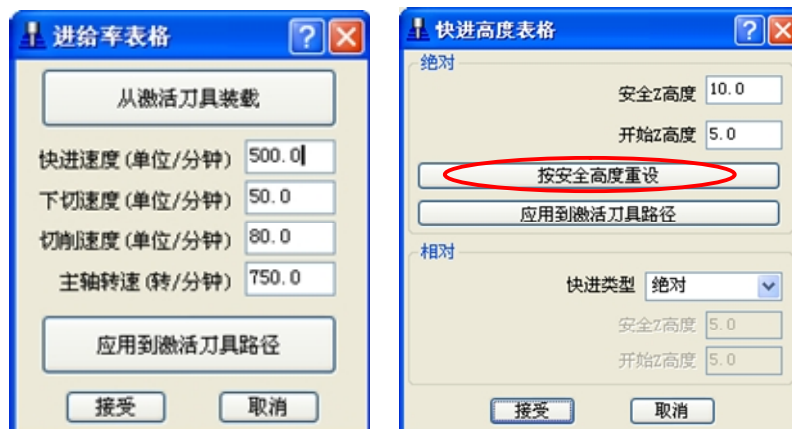 进给率表格
从激活刀具装载
快进速度(单位/分钟) 500.0
下切速度(单位/分钟) 50.0
切削速度(单位/分钟) 80.0
主轴转速(转/分钟) 750.0
应用到激活刀具路径
接受 取消
快进高度表格
绝对
安全Z高度 10.0
开始Z高度 5.0
按安全高度重设
应用到激活刀具路径
相对
快进类型 绝对
安全Z高度 5.0
开始Z高度 5.0
接受 取消